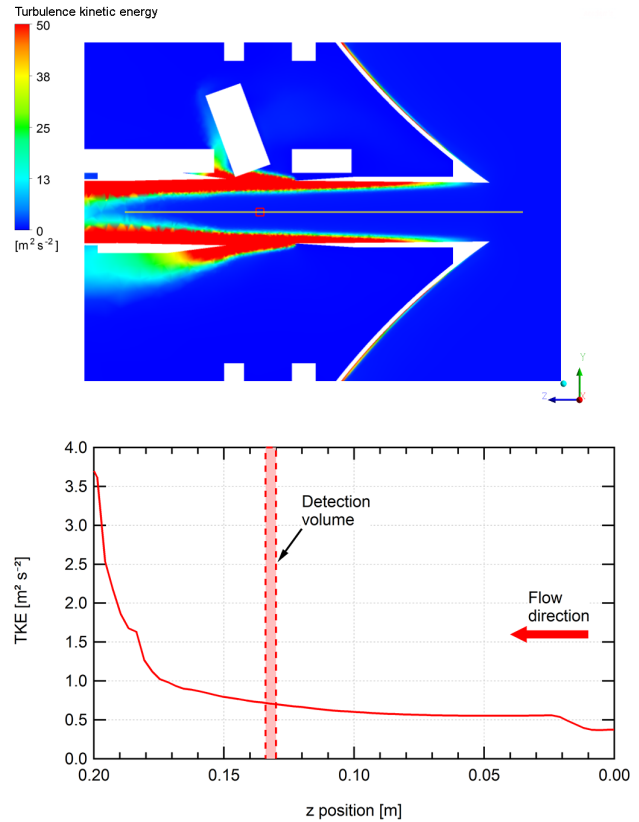 Turbulence kinetic energy
50
38
25
13
0
[m² s⁻²]
Y
Z
X
4.0
3.5
3.0
2.5
2.0
1.5
1.0
0.5
0.0
TKE [m² s⁻²]
Detection
volume
Flow
direction
0.20
0.15
0.10
0.05
0.00
z position [m]